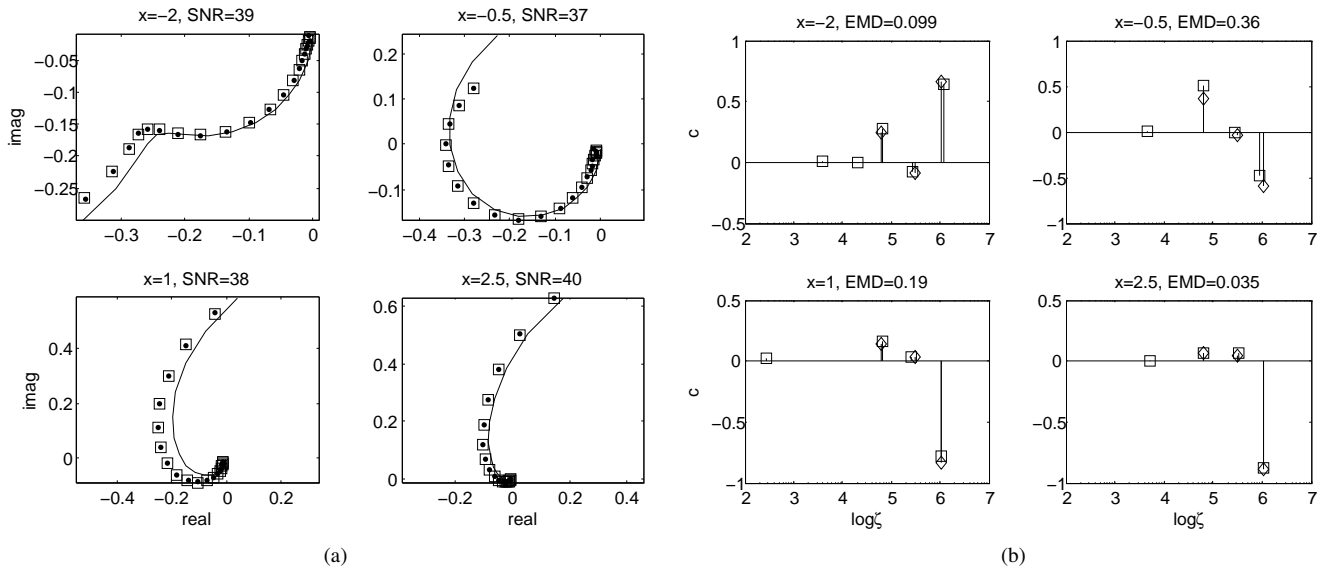 x=−2, SNR=39
−0.05
−0.1
−0.15
−0.2
−0.25
imag
−0.3 −0.2 −0.1 0
x=−0.5, SNR=37
0.2
0.1
0
−0.1
−0.4 −0.3 −0.2 −0.1 0
x=1, SNR=38
0.4
0.2
0
imag
−0.4 −0.2 0 0.2
real
x=2.5, SNR=40
0.6
0.4
0.2
0
−0.4 −0.2 0 0.2 0.4
real
(a)
x=−2, EMD=0.099
1
0.5
0
−0.5
c
2 3 4 5 6 7
x=−0.5, EMD=0.36
1
0.5
0
−0.5
−1
2 3 4 5 6 7
x=1, EMD=0.19
0.5
0
−0.5
−1
c
2 3 4 5 6 7
logζ
x=2.5, EMD=0.035
0.5
0
−0.5
−1
2 3 4 5 6 7
logζ
(b)